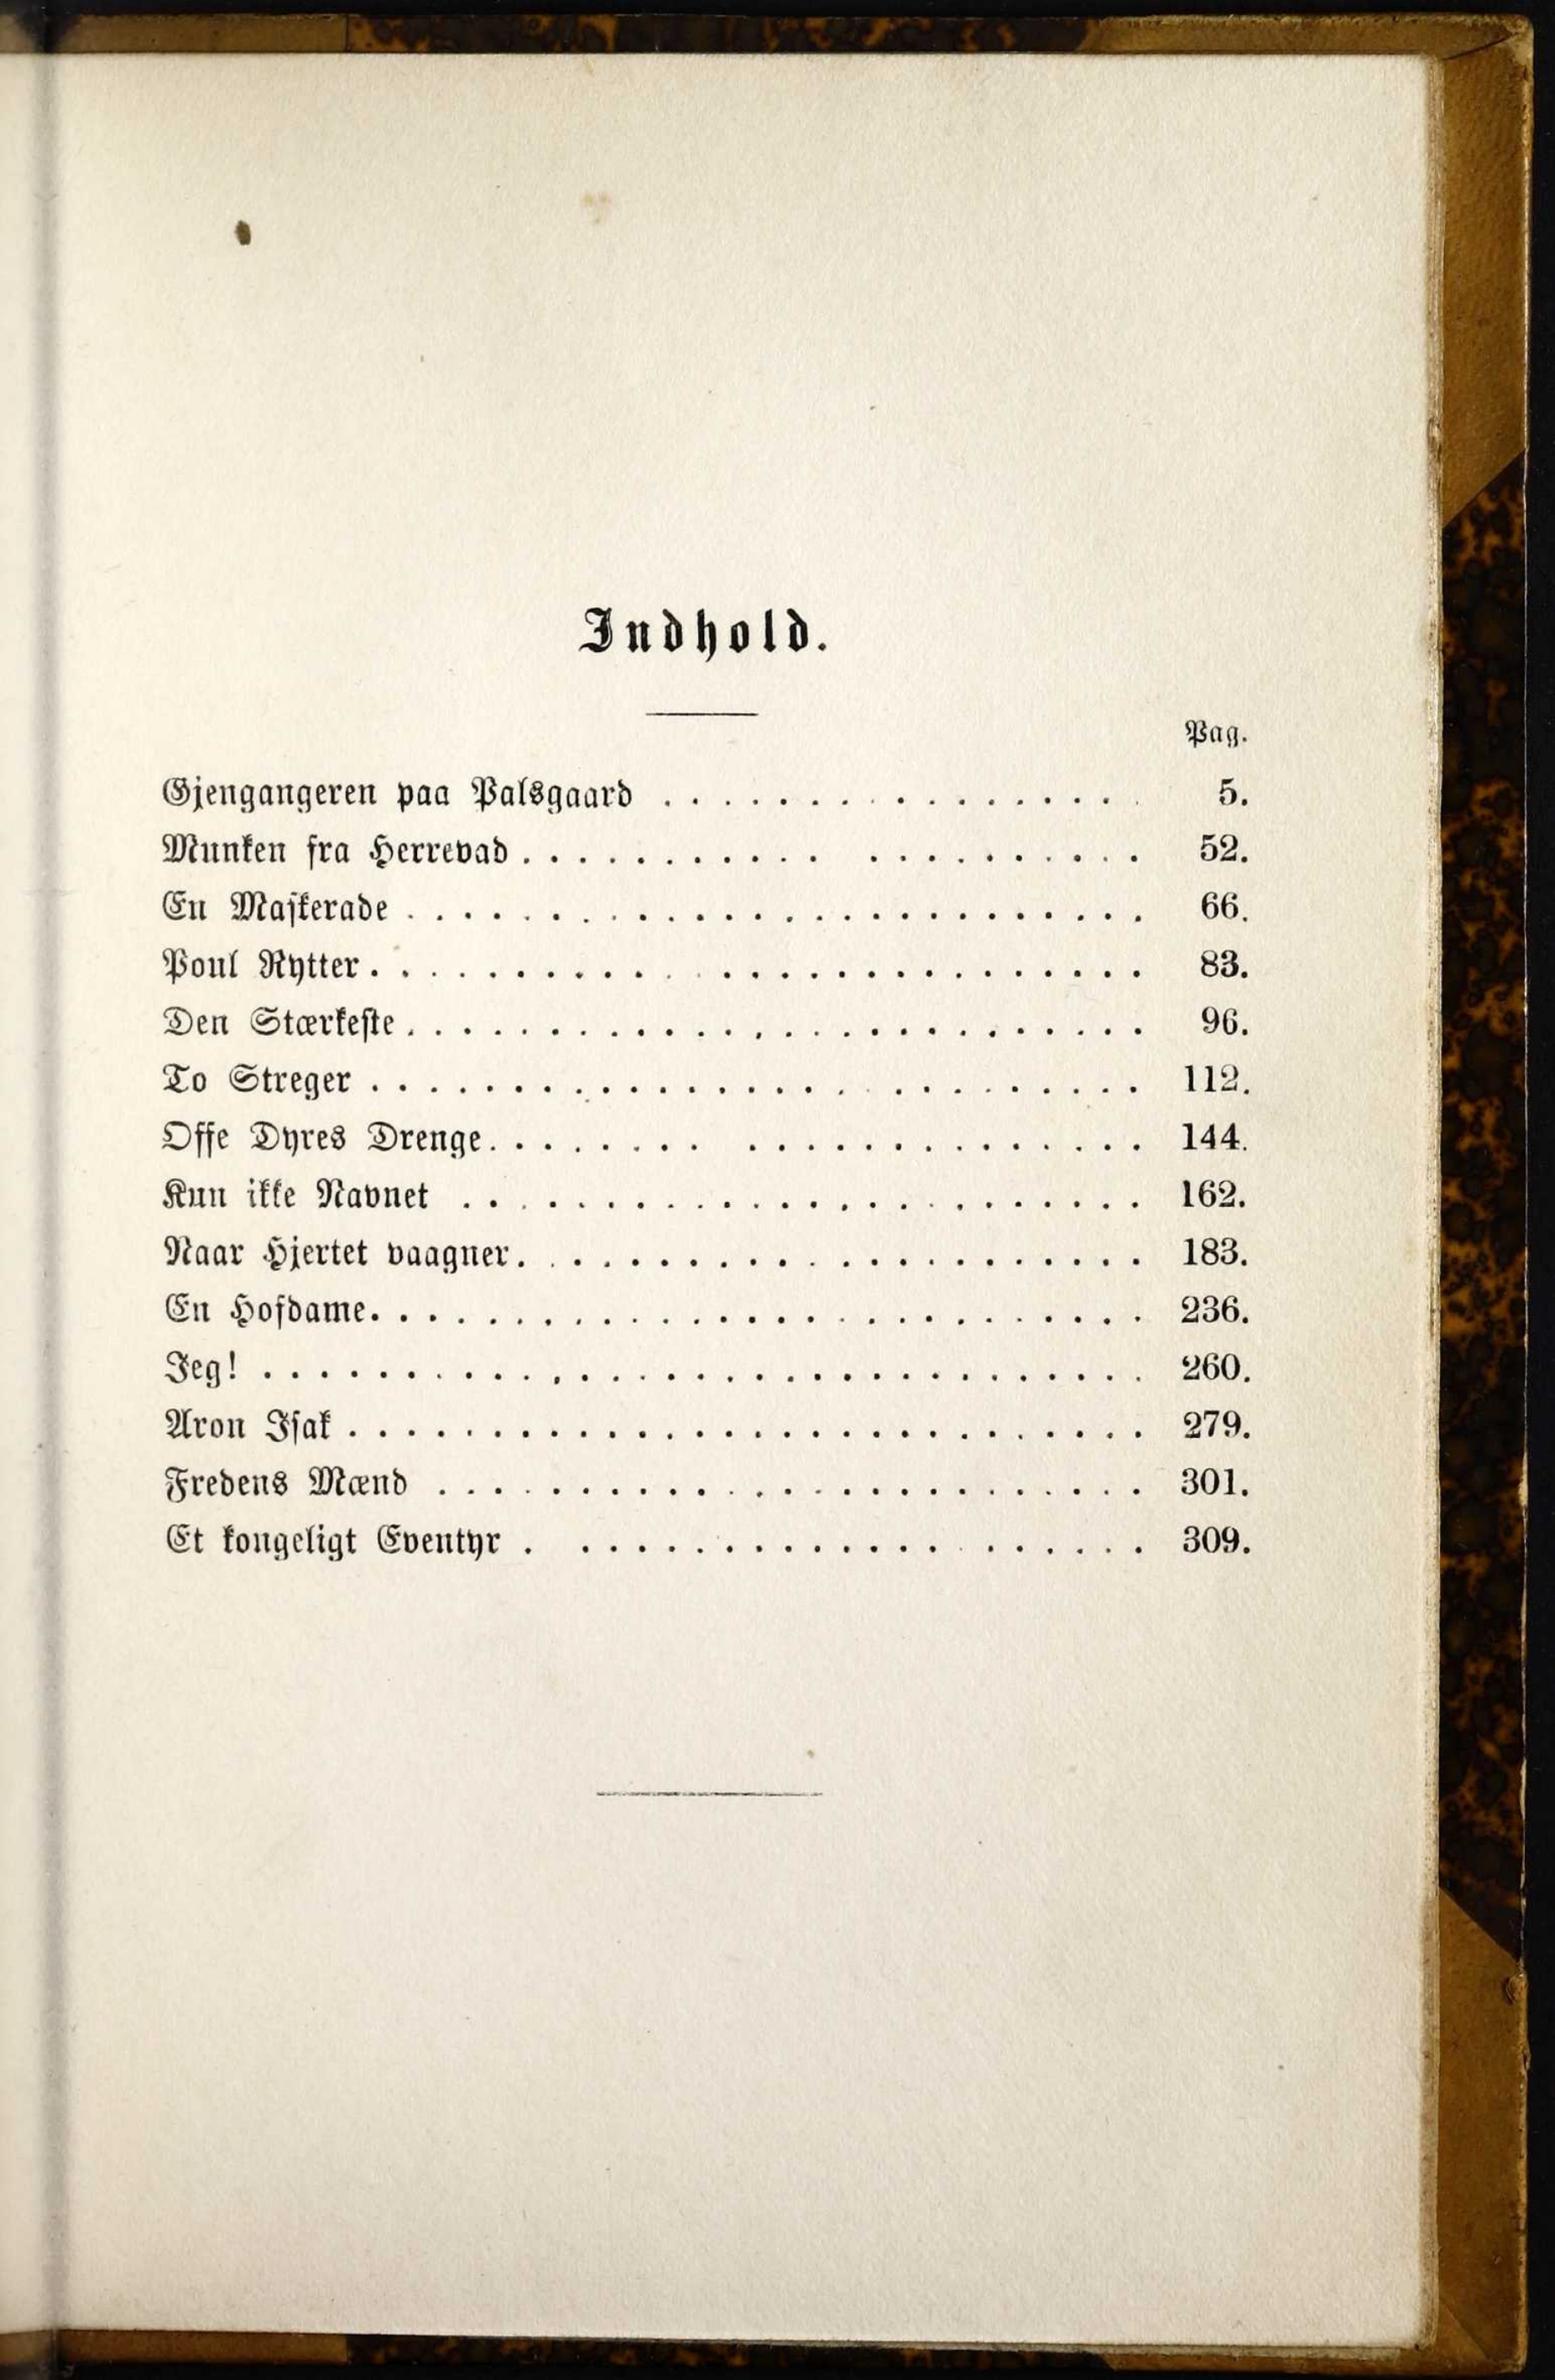 Indhold.
Pag.
Gjengangeren paa Palsgaard . . . . . . . . . . . . . . . . . 5.
Munken fra Herrevad . . . . . . . . . . . . . . . . . . . . . 52.
En Maskerade . . . . . . . . . . . . . . . . . . . . . . . . . . 66.
Poul Rytter . . . . . . . . . . . . . . . . . . . . . . . . . . . 83.
Den Stærkeste . . . . . . . . . . . . . . . . . . . . . . . . . . 96.
To Streger . . . . . . . . . . . . . . . . . . . . . . . . . . . 112.
Offe Dyres Drenge . . . . . . . . . . . . . . . . . . . . . . 144.
Kun ikke Navnet . . . . . . . . . . . . . . . . . . . . . . . . 162.
Naar Hjertet vaagner . . . . . . . . . . . . . . . . . . . . . . 183.
En Hofdame . . . . . . . . . . . . . . . . . . . . . . . . . . . 236.
Jeg! . . . . . . . . . . . . . . . . . . . . . . . . . . . . . . . 260.
Aron Isak . . . . . . . . . . . . . . . . . . . . . . . . . . . . 279.
Fredens Mænd . . . . . . . . . . . . . . . . . . . . . . . . . 301.
Et kongeligt Eventyr . . . . . . . . . . . . . . . . . . . . . 309.